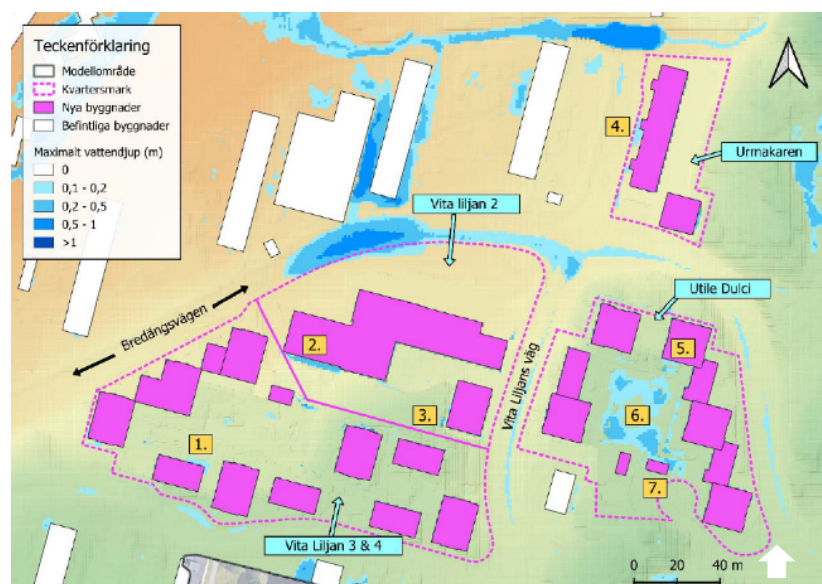 Teckenförklaring
Modellområde
Kvartersmark
Nya byggnader
Befintliga byggnader
Maximalt vattendjup (m)
0
0,1 - 0,2
0,2 - 0,5
0,5 - 1
>1
4.
Urmakaren
Vita liljan 2
Utile Dulci
Bredängsvägen
2.
5.
Vita Liljans väg
3.
6.
1.
7.
Vita Liljan 3 & 4
0 20 40 m